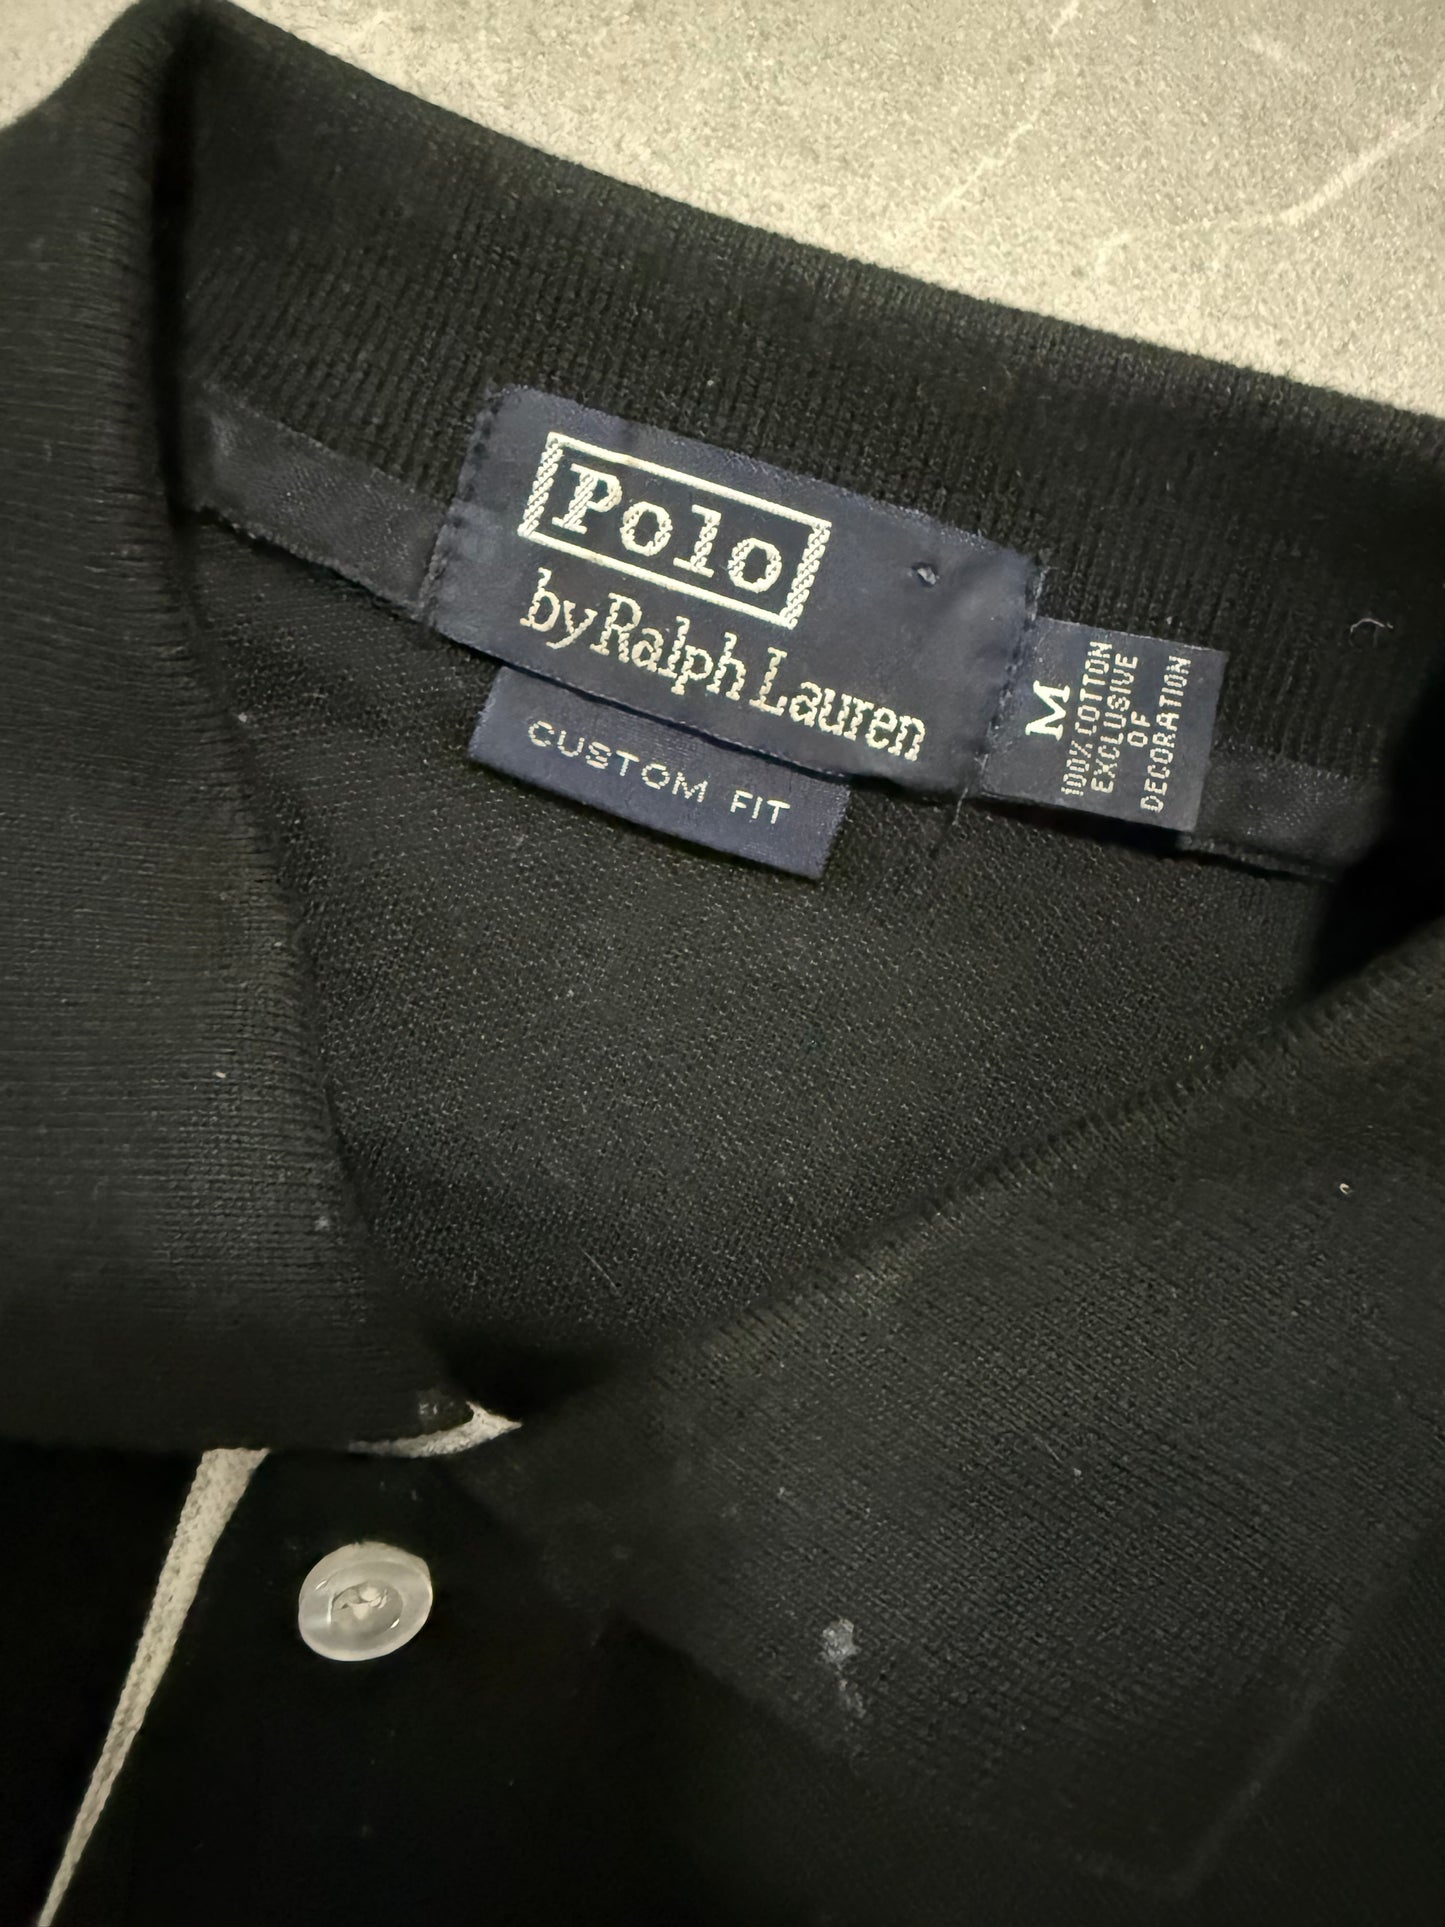 Polo
by Ralph Lauren
CUSTOM FIT
M
100% COTTON
EXCLUSIVE
OF
DECORATION